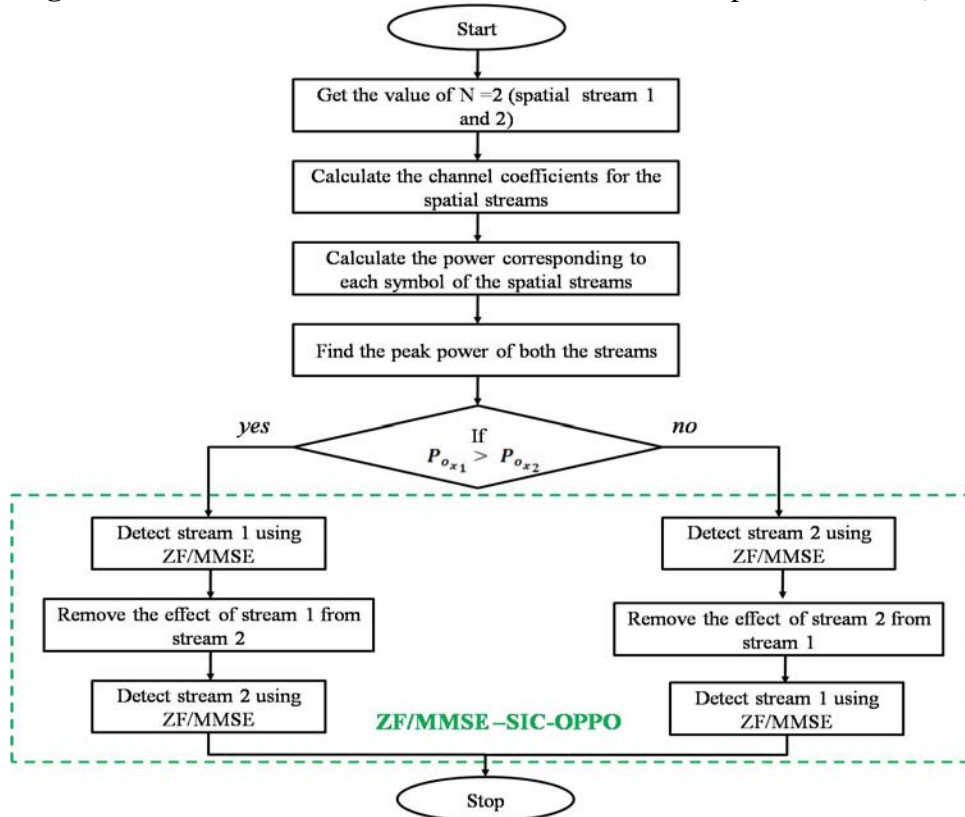 Start
Get the value of N =2 (spatial stream 1
and 2)
Calculate the channel coefficients for the
spatial streams
Calculate the power corresponding to
each symbol of the spatial streams
Find the peak power of both the streams
yes
If
P_{o_{x_1}} > P_{o_{x_2}}
no
Detect stream 1 using
ZF/MMSE
Remove the effect of stream 1 from
stream 2
Detect stream 2 using
ZF/MMSE
Detect stream 2 using
ZF/MMSE
Remove the effect of stream 2 from
stream 1
Detect stream 1 using
ZF/MMSE
ZF/MMSE –SIC-OPPO
Stop